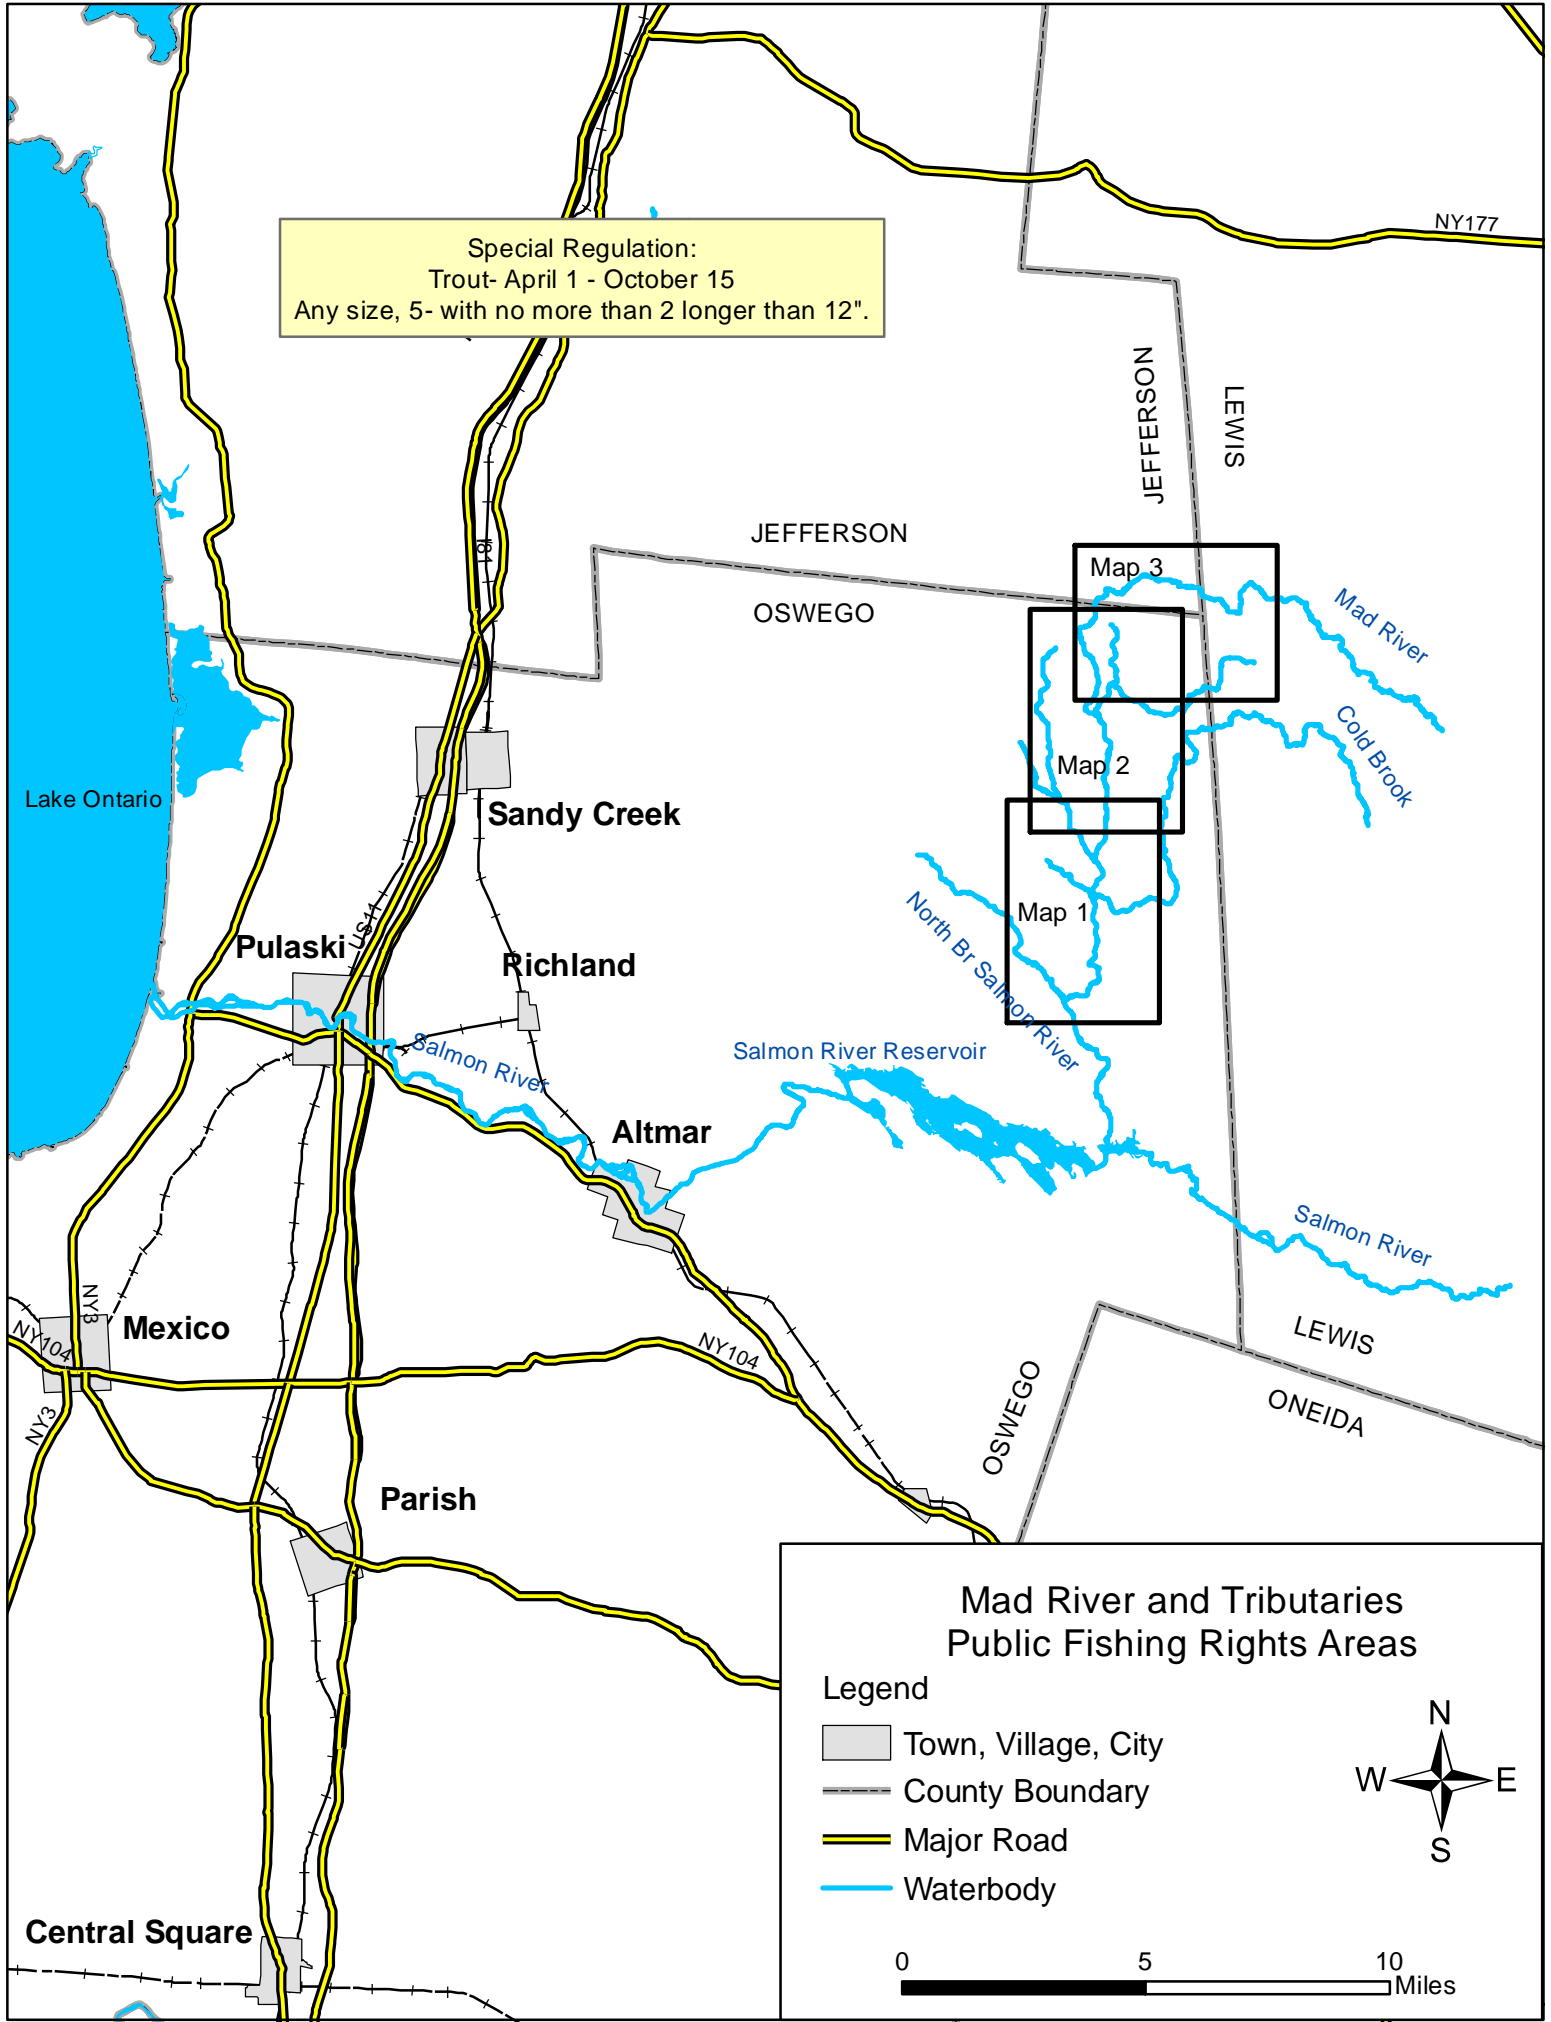 NY177
Special Regulation:
Trout- April 1 - October 15
Any size, 5- with no more than 2 longer than 12".
JEFFERSON
LEWIS
I81
JEFFERSON
OSWEGO
Map 3
Mad River
Cold Brook
Map 2
Lake Ontario
Sandy Creek
US11
Pulaski
Richland
North Br Salmon River
Map 1
Salmon River
Salmon River Reservoir
Altmar
Salmon River
NY3
Mexico
NY104
NY104
LEWIS
OSWEGO
ONEIDA
NY3
Parish
Mad River and Tributaries
Public Fishing Rights Areas
Legend
Town, Village, City
County Boundary
Major Road
Waterbody
N
W
E
S
Central Square
0 5 10
Miles